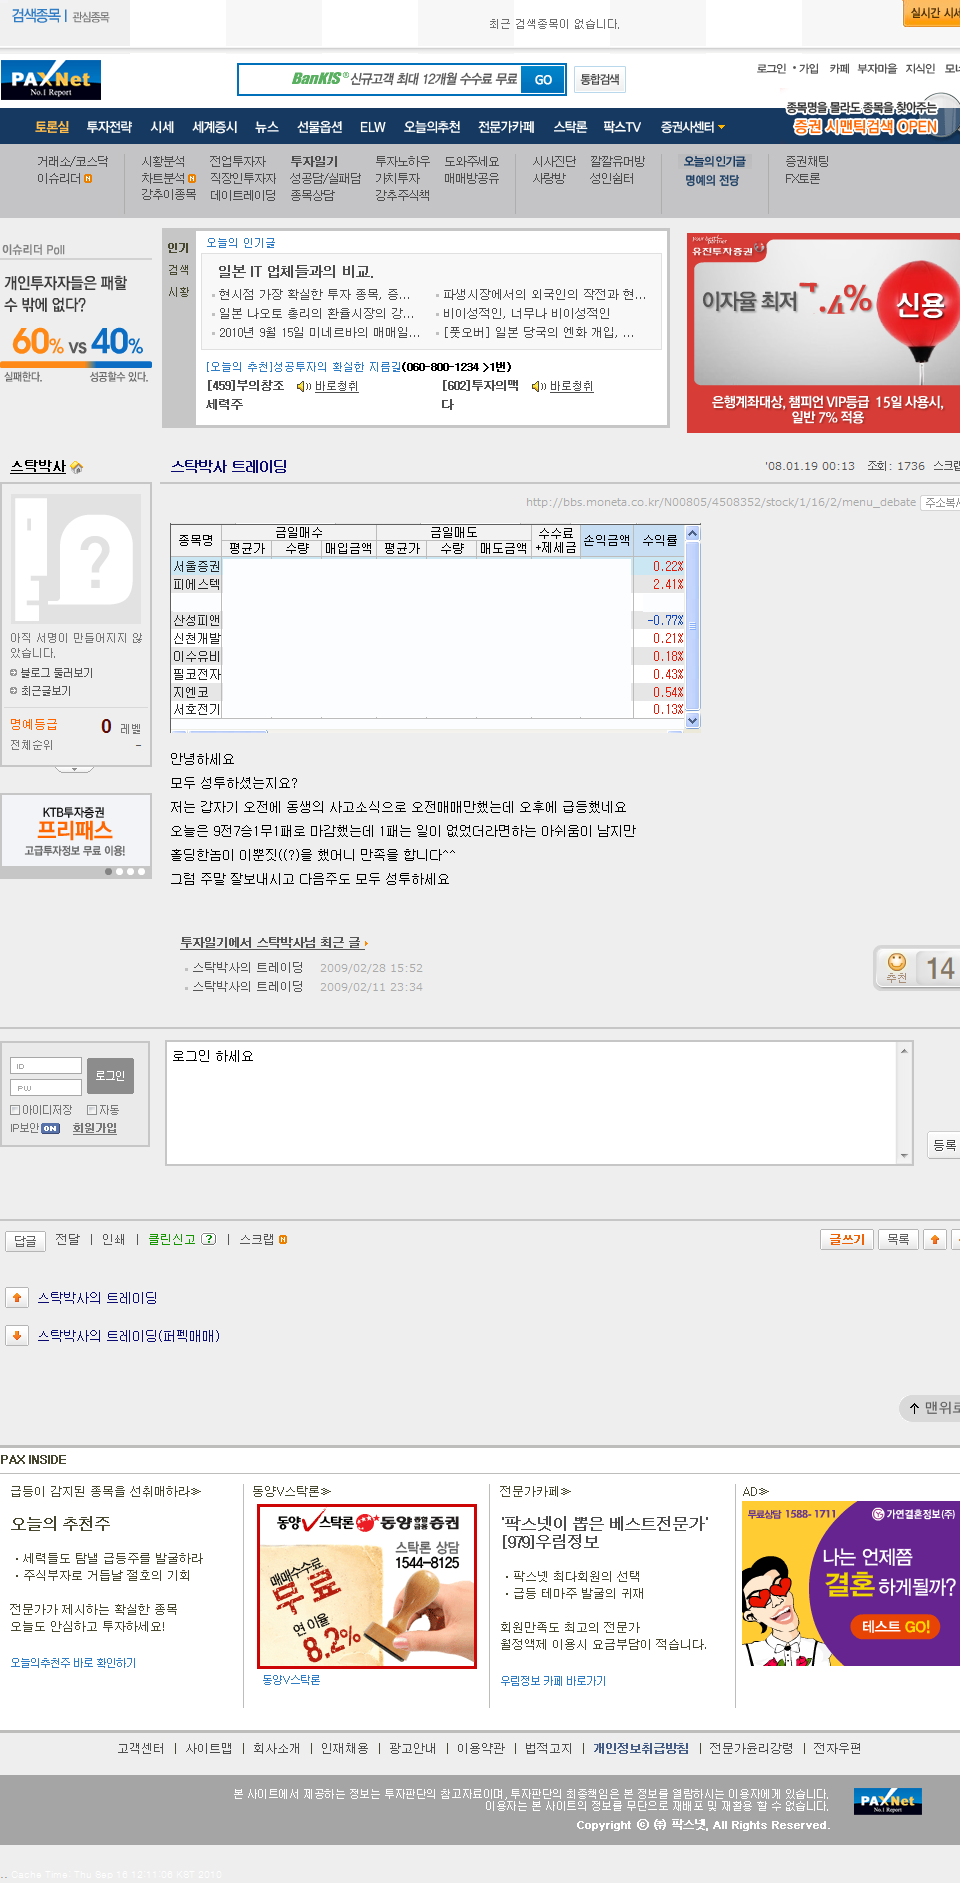 검색종목 | 관심종목
최근 검색종목이 없습니다.
실시간 시세
PAXNet
No.1 Report
BanKIS® 신규고객 최대 12개월 수수료 무료 GO 통합검색
로그인 • 가입 카페 부자마을 지식인 모네
종목명을 몰라도 종목을 찾아주는
증권 시맨틱검색 OPEN
토론실 투자전략 시세 세계증시 뉴스 선물옵션 ELW 오늘의추천 전문가카페 스탁론 팍스TV 증권사센터
거래소/코스닥 시황분석 전업투자자 투자일기 투자노하우 도와주세요 시사진단 깔깔유머방 오늘의 인기글 증권채팅
이슈리더 N 차트분석 N 직장인투자자 성공담/실패담 가치투자 매매방공유 사랑방 성인쉼터 명예의 전당 FX토론
강추이종목 데이트레이딩 종목상담 강추주식책
이슈리더 Poll
개인투자자들은 패할
수 밖에 없다?
60% vs 40%
실패한다. 성공할수 있다.
인기
검색
시황
오늘의 인기글
일본 IT 업체들과의 비교.
현시점 가장 확실한 투자 종목, 증...
파생시장에서의 외국인의 작전과 현...
일본 나오토 총리의 환율시장의 강...
비이성적인, 너무나 비이성적인
2010년 9월 15일 미네르바의 매매일...
[풋오버] 일본 당국의 엔화 개입, ...
[오늘의 추천]성공투자의 확실한 지름길(060-800-1234 >1번)
[459]부의창조 바로청취 [602]투자의맥 바로청취
세력주 다
유진투자증권
이자율 최저 7.4%
신용
은행계좌대상, 챔피언 VIP등급 15일 사용시,
일반 7% 적용
스탁박사
아직 서명이 만들어지지 않
았습니다.
블로그 둘러보기
최근글보기
명예등급 0 레벨
전체순위 -
KTB투자증권
프리패스
고급투자정보 무료 이용!
스탁박사 트레이딩
'08.01.19 00:13 조회: 1736 스크랩
http://bbs.moneta.co.kr/N00805/4508352/stock/1/16/2/menu_debate 주소복사
종목명 금일매수 금일매도 수수료 +제세금 손익금액 수익률
평균가 수량 매입금액 평균가 수량 매도금액
서울증권 0.22%
피에스텍 2.41%
산성피앤 -0.77%
신천개발 0.21%
이수유비 0.18%
필코전자 0.43%
지엔코 0.54%
서호전기 0.13%
안녕하세요
모두 성투하셨는지요?
저는 갑자기 오전에 동생의 사고소식으로 오전매매만했는데 오후에 급등했네요
오늘은 9전7승1무1패로 마감했는데 1패는 일이 없었더라면하는 아쉬움이 남지만
홀딩한놈이 이뿐짓((?)을 했어니 만족을 합니다^^
그럼 주말 잘보내시고 다음주도 모두 성투하세요
투자일기에서 스탁박사님 최근 글
스탁박사의 트레이딩 2009/02/28 15:52
스탁박사의 트레이딩 2009/02/11 23:34
추천 14
ID
PW
로그인
아이디저장 자동
IP보안 ON 회원가입
로그인 하세요
등록
답글 전달 | 인쇄 | 클린신고 ? | 스크랩 N
글쓰기 목록
스탁박사의 트레이딩
스탁박사의 트레이딩(퍼펙매매)
맨위로
PAX INSIDE
급등이 감지된 종목을 선취매하라≫
오늘의 추천주
· 세력들도 탐낼 급등주를 발굴하라
· 주식부자로 거듭날 절호의 기회
전문가가 제시하는 확실한 종목
오늘도 안심하고 투자하세요!
오늘의추천주 바로 확인하기
동양V스탁론≫
동양V스탁론 동양종합금융증권
스탁론 상담
1544-8125
매매수수료
무료
연 이율
8.2%
동양V스탁론
전문가카페≫
'팍스넷이 뽑은 베스트전문가'
[979]우림정보
· 팍스넷 최다회원의 선택
· 급등 테마주 발굴의 귀재
회원만족도 최고의 전문가
월정액제 이용시 요금부담이 적습니다.
우림정보 카페 바로가기
AD≫
무료상담 1588-1711 가연결혼정보(주)
나는 언제쯤
결혼 하게될까?
테스트 GO!
고객센터 | 사이트맵 | 회사소개 | 인재채용 | 광고안내 | 이용약관 | 법적고지 | 개인정보취급방침 | 전문가윤리강령 | 전자우편
본 사이트에서 제공하는 정보는 투자판단의 참고자료이며, 투자판단의 최종책임은 본 정보를 열람하시는 이용자에게 있습니다.
이용자는 본 사이트의 정보를 무단으로 재배포 및 재활용 할 수 없습니다.
Copyright ⓒ ㈜ 팍스넷, All Rights Reserved.
PAXNet
No.1 Report
.. Cache Time: Thu Sep 16 10:11:06 KST 2010